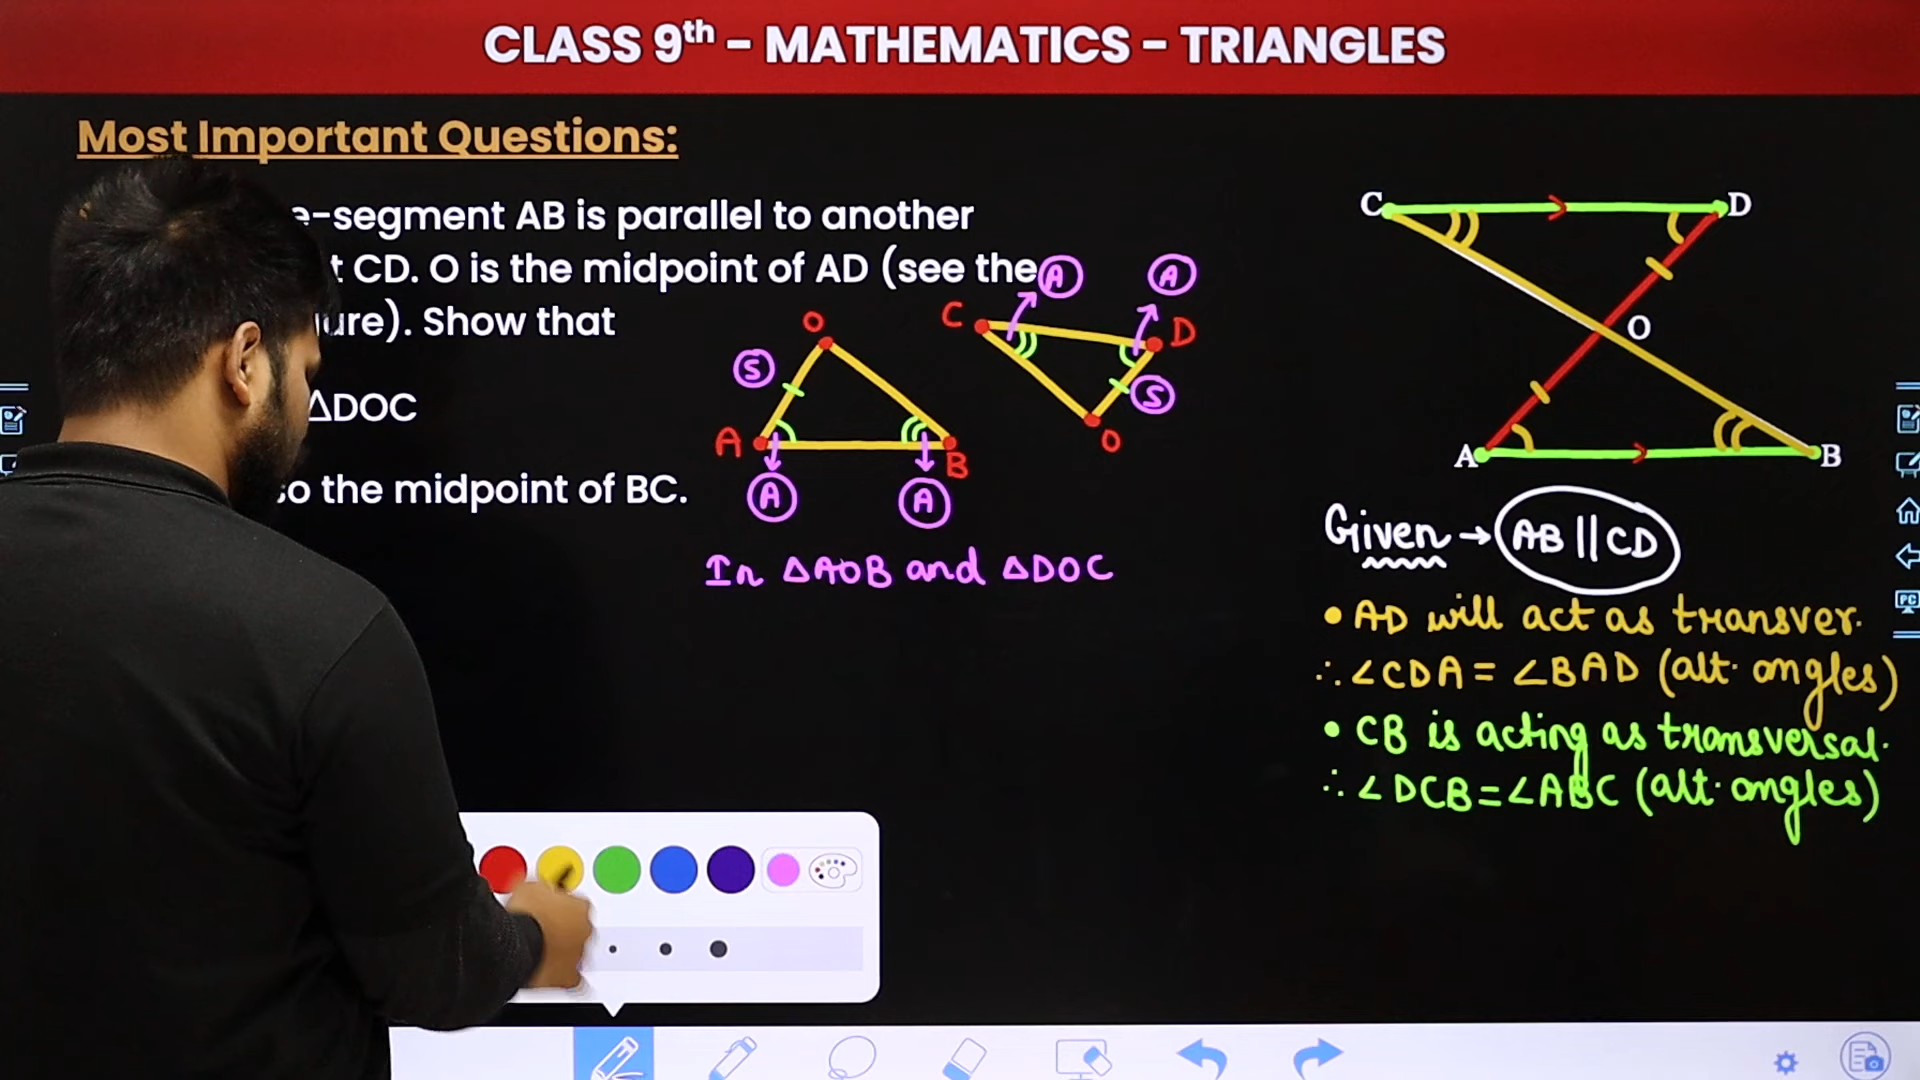 CLASS 9th - MATHEMATICS - TRIANGLES
Most Important Questions:
e-segment AB is parallel to another
t CD. O is the midpoint of AD (see the
ure). Show that
ΔDOC
so the midpoint of BC.
O
S
A
B
A
A
C
D
O
A
A
S
In ΔAOB and ΔDOC
C
D
O
A
B
Given → AB || CD
• AD will act as transver.
∴ ∠CDA = ∠BAD (alt. angles)
• CB is acting as transversal.
∴ ∠DCB = ∠ABC (alt. angles)
PC